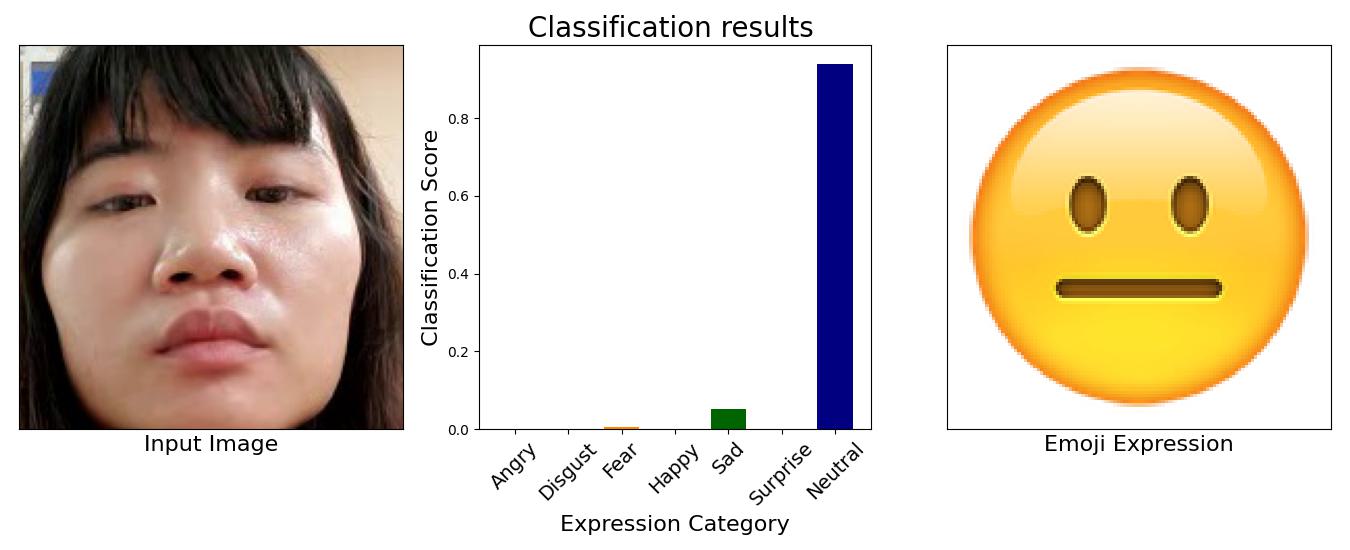 Classification results
Classification Score
0.8
0.6
0.4
0.2
0.0
Angry
Disgust
Fear
Happy
Sad
Surprise
Neutral
Expression Category
Input Image
Emoji Expression